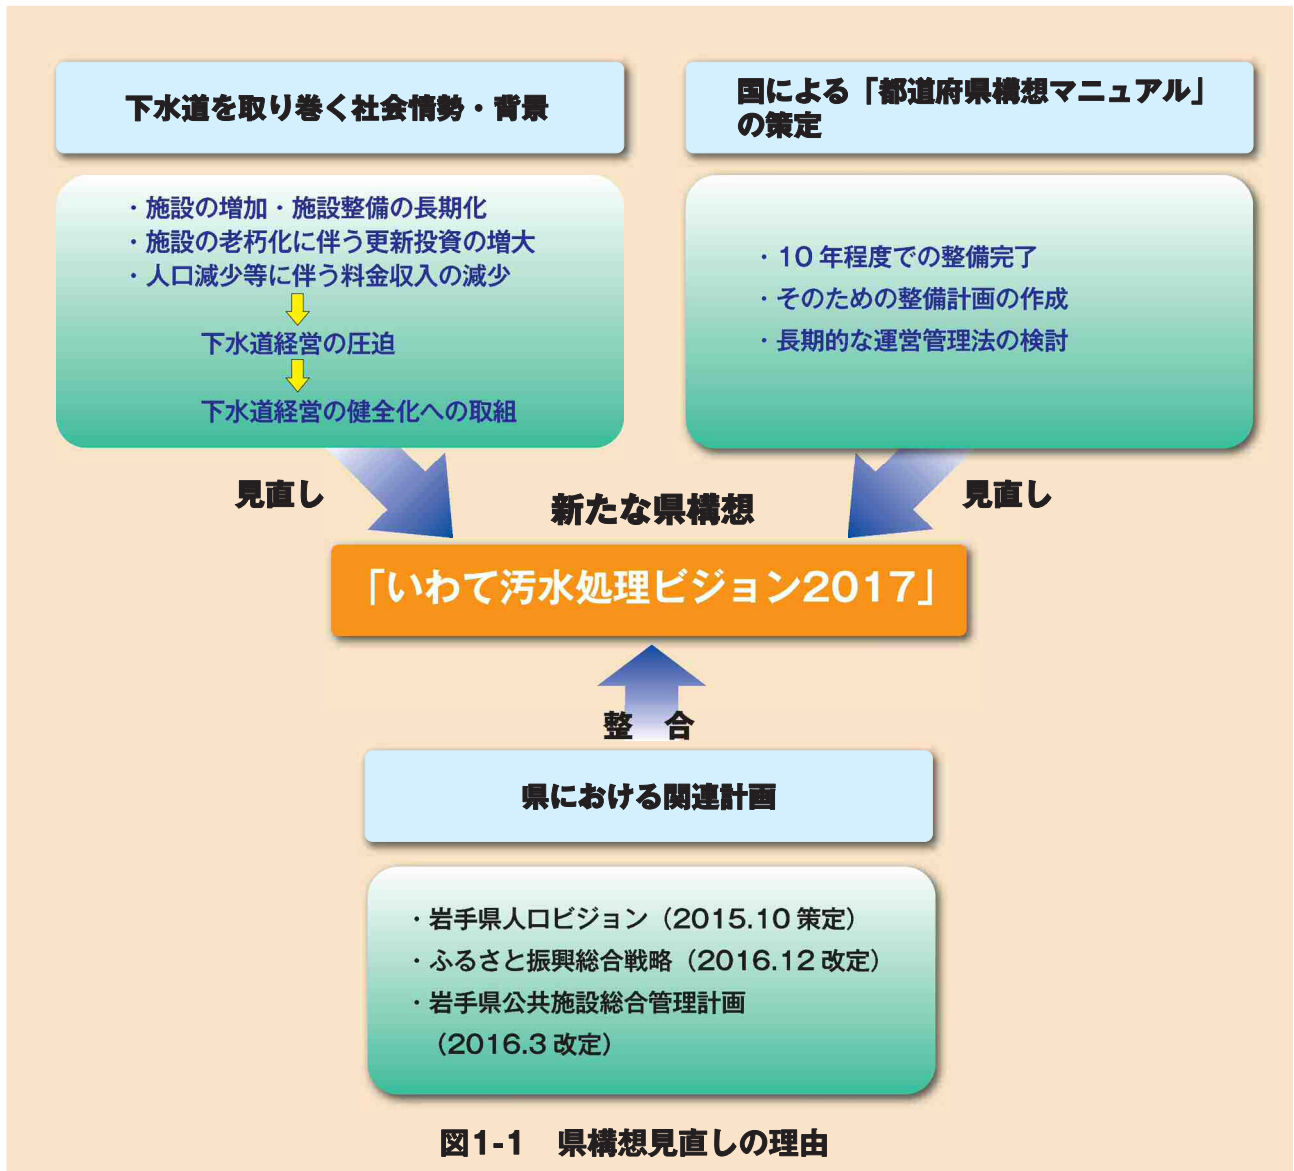 下水道を取り巻く社会情勢・背景
・施設の増加・施設整備の長期化
・施設の老朽化に伴う更新投資の増大
・人口減少等に伴う料金収入の減少
下水道経営の圧迫
下水道経営の健全化への取組
国による「都道府県構想マニュアル」
の策定
・10年程度での整備完了
・そのための整備計画の作成
・長期的な運営管理法の検討
見直し
新たな県構想
見直し
「いわて汚水処理ビジョン2017」
整　合
県における関連計画
・岩手県人口ビジョン（2015.10 策定）
・ふるさと振興総合戦略（2016.12 改定）
・岩手県公共施設総合管理計画
（2016.3 改定）
図1-1　県構想見直しの理由